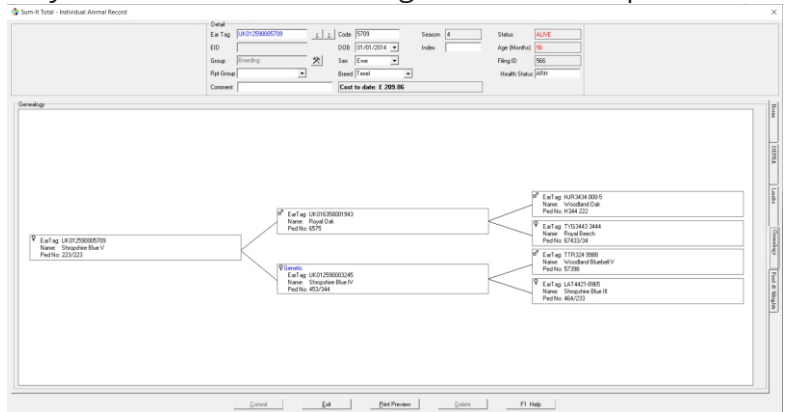 Sum-It Total - Individual Animal Record
Detail
Ear Tag UK012590005709 < > Code 5709 Season 4 Status ALIVE
EID DOB 01/01/2014 Index Age (Months) 96
Group Breeding Sex Ewe Filing ID 566
Rpt Group Breed Texel Health Status ARH
Comment Cost to date: £ 209.86
Genealogy
EarTag: UK012590005709
Name: Shropshire Blue V
Ped No: 223/223
EarTag: UK016358001943
Name: Royal Oak
Ped No: 6575
Genetic
EarTag: UK012590003245
Name: Shropshire Blue IV
Ped No: 453/344
EarTag: HJR3434 000-5
Name: Woodland Oak
Ped No: H344 222
EarTag: TYG3443 3444
Name: Royal Beech
Ped No: 67433/34
EarTag: TTR324 9988
Name: Woodland Bluebell V
Ped No: 57398
EarTag: LAT4421-8965
Name: Shropshire Blue III
Ped No: 464/233
Home
DEFRA
Lambs
Genealogy
Feed & Weights
Commit Exit Print Preview Delete F1 Help